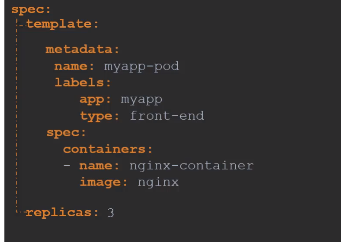 spec:
- template:
metadata:
name: myapp-pod
labels:
app: myapp
type: front-end
spec:
containers:
- name: nginx-container
image: nginx
replicas: 3